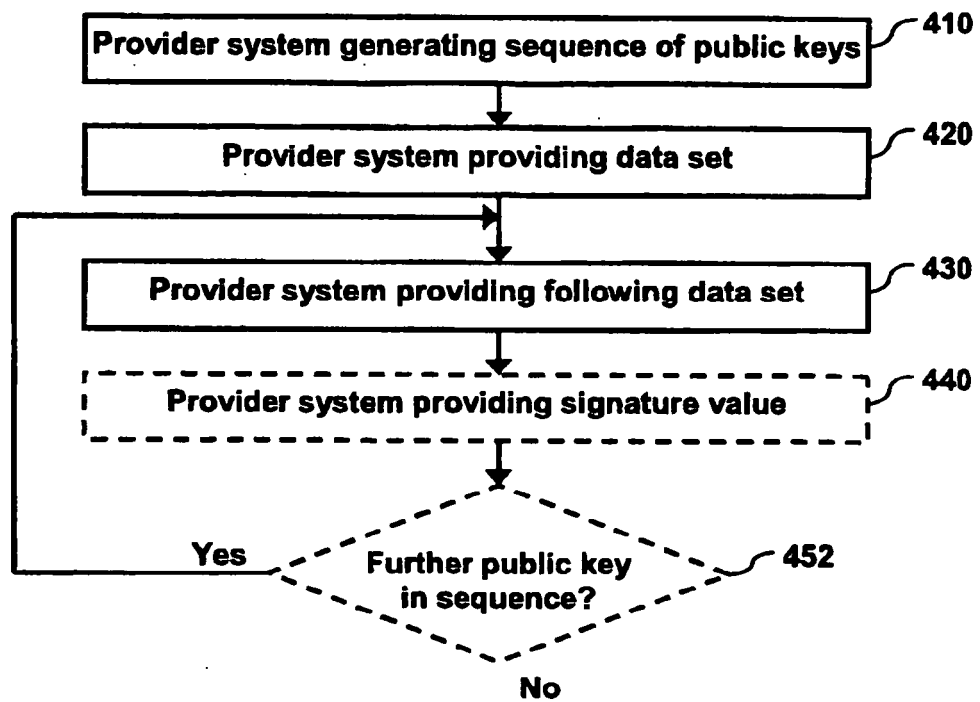 Provider system generating sequence of public keys
410
Provider system providing data set
420
Provider system providing following data set
430
Provider system providing signature value
440
Yes
Further public key
in sequence?
452
No